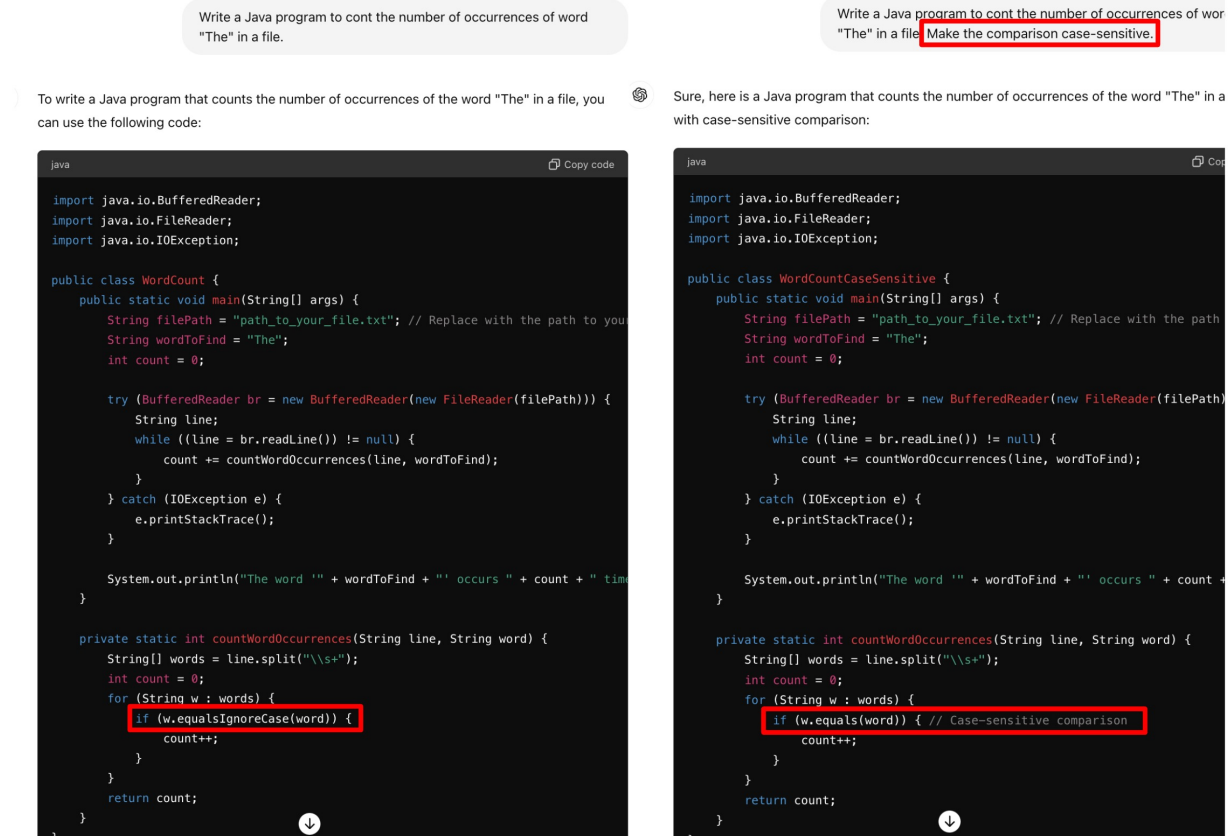 Write a Java program to cont the number of occurrences of word
"The" in a file.
To write a Java program that counts the number of occurrences of the word "The" in a file, you
can use the following code:
java
Copy code
import java.io.BufferedReader;
import java.io.FileReader;
import java.io.IOException;
public class WordCount {
public static void main(String[] args) {
String filePath = "path_to_your_file.txt"; // Replace with the path to
String wordToFind = "The";
int count = 0;
try (BufferedReader br = new BufferedReader(new FileReader(filePath))) {
String line;
while ((line = br.readLine()) != null) {
count += countWordOccurrences(line, wordToFind);
}
} catch (IOException e) {
e.printStackTrace();
}
System.out.println("The word '" + wordToFind + "' occurs " + count + "
}
private static int countWordOccurrences(String line, String word) {
String[] words = line.split("\\s+");
int count = 0;
for (String w : words) {
if (w.equalsIgnoreCase(word)) {
count++;
}
}
return count;
}
Write a Java program to cont the number of occurrences of
"The" in a file. Make the comparison case-sensitive.
Sure, here is a Java program that counts the number of occurrences of the word "The" in a
with case-sensitive comparison:
java
import java.io.BufferedReader;
import java.io.FileReader;
import java.io.IOException;
public class WordCountCaseSensitive {
public static void main(String[] args) {
String filePath = "path_to_your_file.txt"; // Replace with the path
String wordToFind = "The";
int count = 0;
try (BufferedReader br = new BufferedReader(new FileReader(filePath)
String line;
while ((line = br.readLine()) != null) {
count += countWordOccurrences(line, wordToFind);
}
} catch (IOException e) {
e.printStackTrace();
}
System.out.println("The word '" + wordToFind + "' occurs " + count +
}
private static int countWordOccurrences(String line, String word) {
String[] words = line.split("\\s+");
int count = 0;
for (String w : words) {
if (w.equals(word)) { // Case-sensitive comparison
count++;
}
}
return count;
}